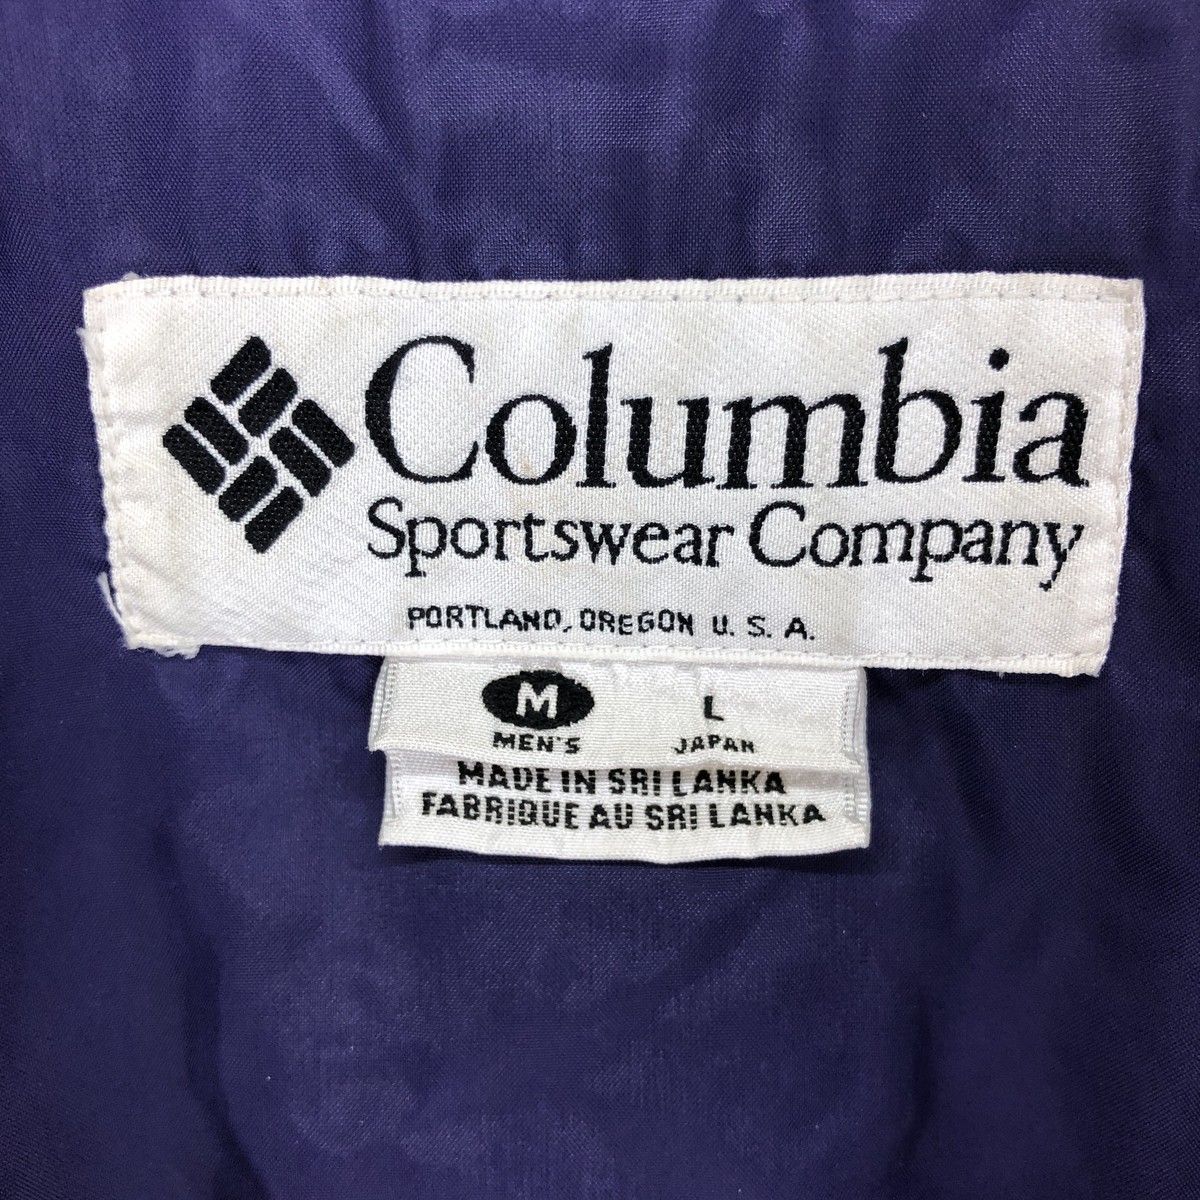 Columbia
Sportswear Company
PORTLAND, OREGON U.S.A.
M L
MEN'S JAPAN
MADE IN SRI LANKA
FABRIQUE AU SRI LANKA